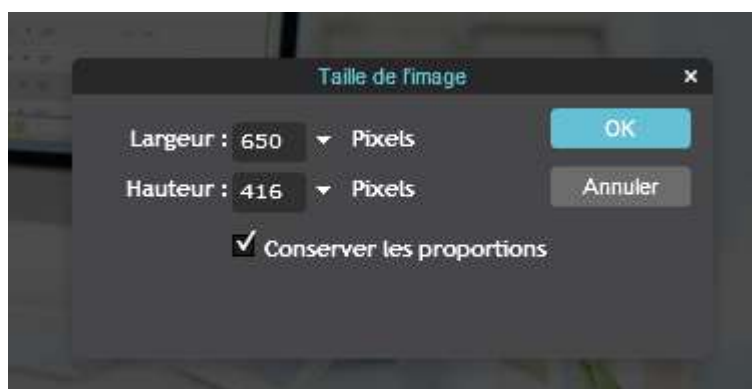 Taille de l'image ×
Largeur : 650 Pixels OK
Hauteur : 416 Pixels Annuler
Conserver les proportions